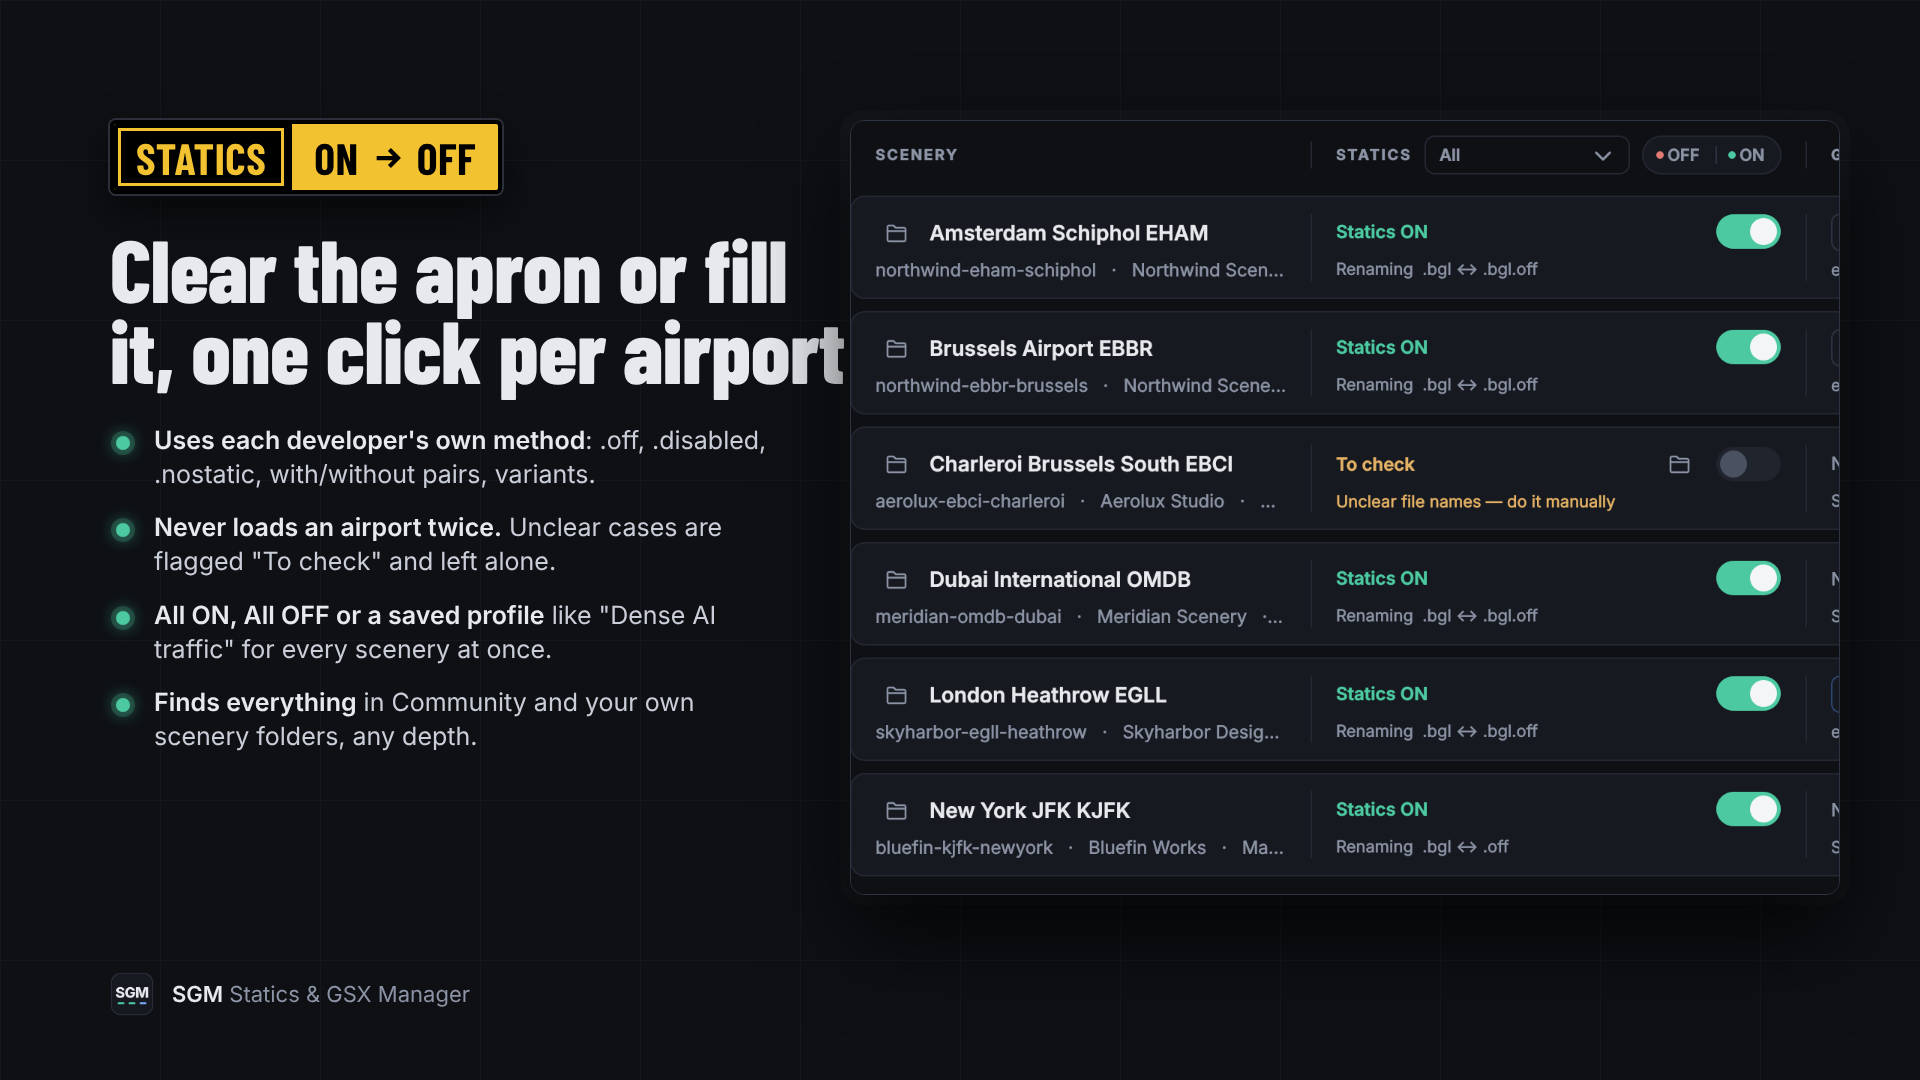 STATICS ON → OFF
Clear the apron or fill
it, one click per airport
Uses each developer's own method: .off, .disabled,
.nostatic, with/without pairs, variants.
Never loads an airport twice. Unclear cases are
flagged "To check" and left alone.
All ON, All OFF or a saved profile like "Dense AI
traffic" for every scenery at once.
Finds everything in Community and your own
scenery folders, any depth.
SGM SGM Statics & GSX Manager
SCENERY STATICS All OFF ON
Amsterdam Schiphol EHAM Statics ON
northwind-eham-schiphol · Northwind Scen... Renaming .bgl ↔ .bgl.off
Brussels Airport EBBR Statics ON
northwind-ebbr-brussels · Northwind Scene... Renaming .bgl ↔ .bgl.off
Charleroi Brussels South EBCI To check
aerolux-ebci-charleroi · Aerolux Studio · ... Unclear file names — do it manually
Dubai International OMDB Statics ON
meridian-omdb-dubai · Meridian Scenery ·... Renaming .bgl ↔ .bgl.off
London Heathrow EGLL Statics ON
skyharbor-egll-heathrow · Skyharbor Desig... Renaming .bgl ↔ .bgl.off
New York JFK KJFK Statics ON
bluefin-kjfk-newyork · Bluefin Works · Ma... Renaming .bgl ↔ .off